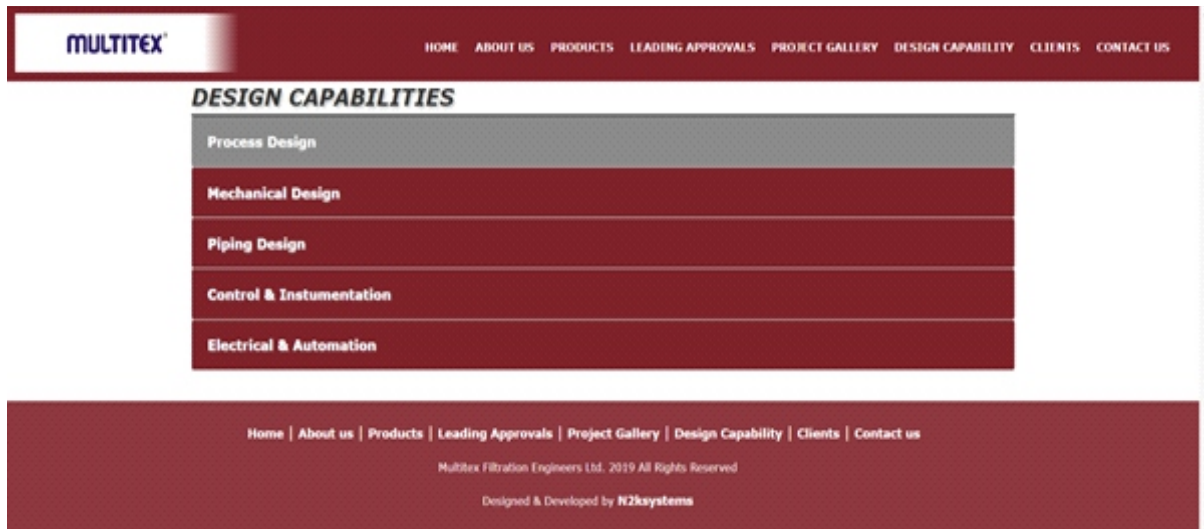 MULTITEX
HOME ABOUT US PRODUCTS LEADING APPROVALS PROJECT GALLERY DESIGN CAPABILITY CLIENTS CONTACT US
DESIGN CAPABILITIES
Process Design
Mechanical Design
Piping Design
Control & Instumentation
Electrical & Automation
Home | About us | Products | Leading Approvals | Project Gallery | Design Capability | Clients | Contact us
Multitex Filtration Engineers Ltd. 2019 All Rights Reserved
Designed & Developed by N2ksystems